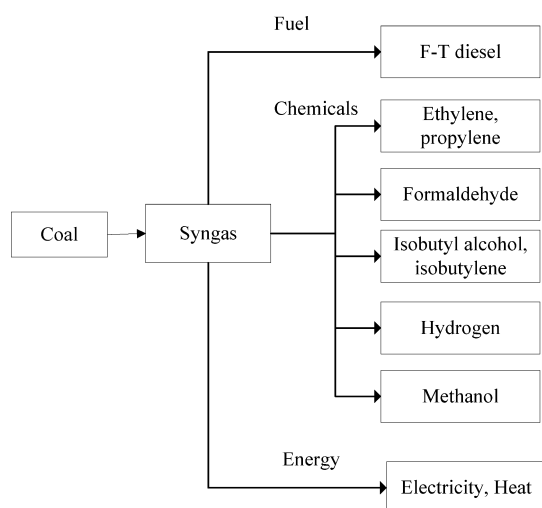 Fuel
F-T diesel
Chemicals
Ethylene,
propylene
Formaldehyde
Coal
Syngas
Isobutyl alcohol,
isobutylene
Hydrogen
Methanol
Energy
Electricity, Heat